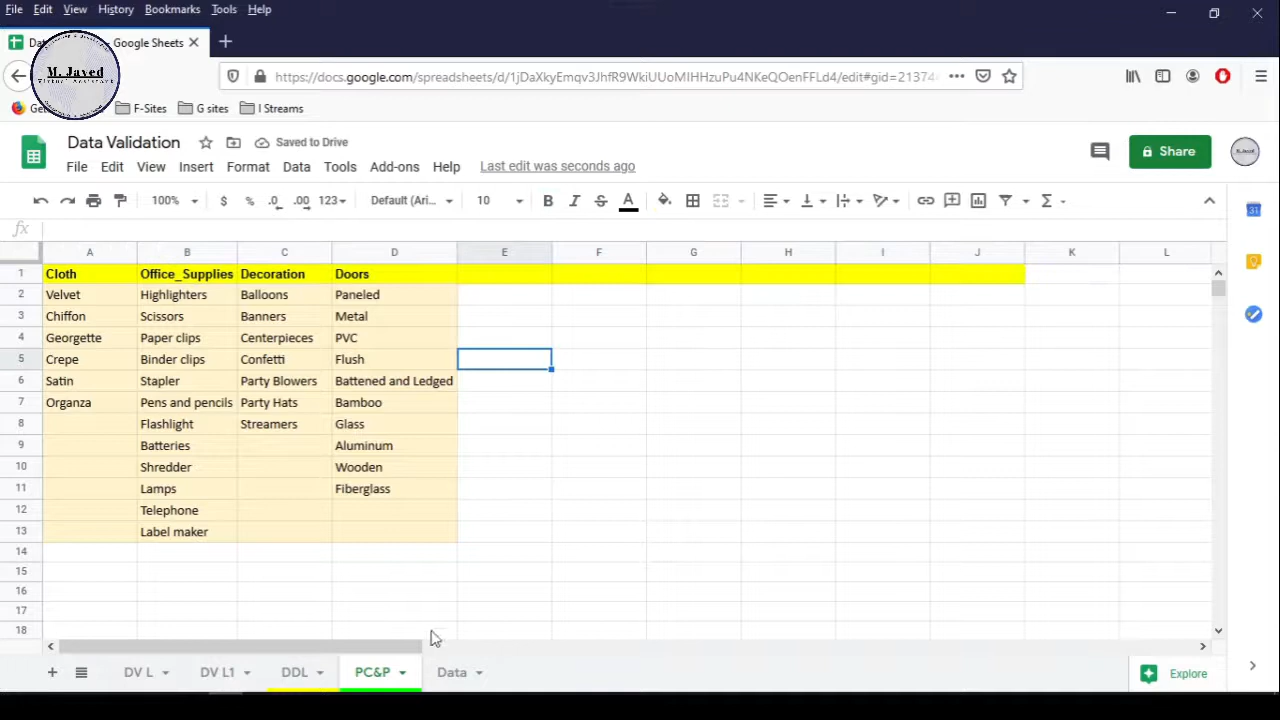 File Edit View History Bookmarks Tools Help
Google Sheets
M. Javed
Virtual Assistant
https://docs.google.com/spreadsheets/d/1jDaXkyEmqv3JhfR9WkiUUoMIHHzuPu4NKeQOenFFLd4/edit#gid=21374
F-Sites G sites I Streams
Data Validation Saved to Drive
File Edit View Insert Format Data Tools Add-ons Help Last edit was seconds ago
Share
100% $ % .0 .00 123 Default (Ari... 10 B I S A
fx
A B C D E F G H I J K L
1 Cloth Office_Supplies Decoration Doors
2 Velvet Highlighters Balloons Paneled
3 Chiffon Scissors Banners Metal
4 Georgette Paper clips Centerpieces PVC
5 Crepe Binder clips Confetti Flush
6 Satin Stapler Party Blowers Battened and Ledged
7 Organza Pens and pencils Party Hats Bamboo
8 Flashlight Streamers Glass
9 Batteries Aluminum
10 Shredder Wooden
11 Lamps Fiberglass
12 Telephone
13 Label maker
14
15
16
17
18
DV L DV L1 DDL PC&P Data Explore